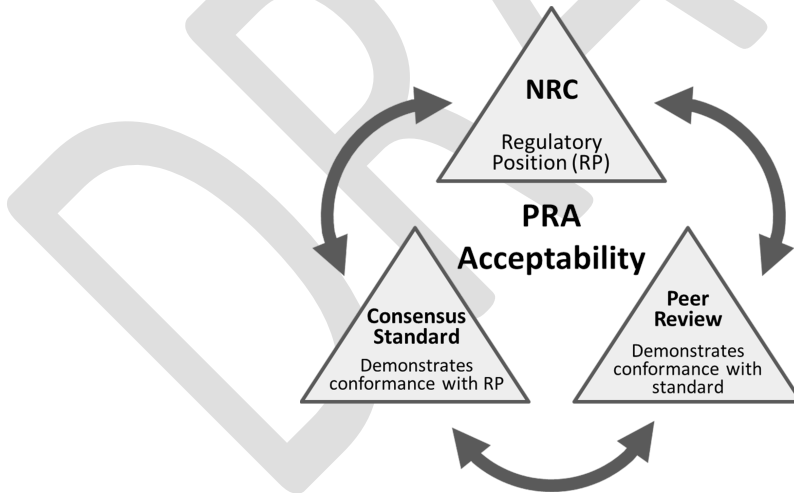 NRC
Regulatory
Position (RP)
PRA
Acceptability
Consensus
Standard
Demonstrates
conformance with RP
Peer
Review
Demonstrates
conformance with
standard